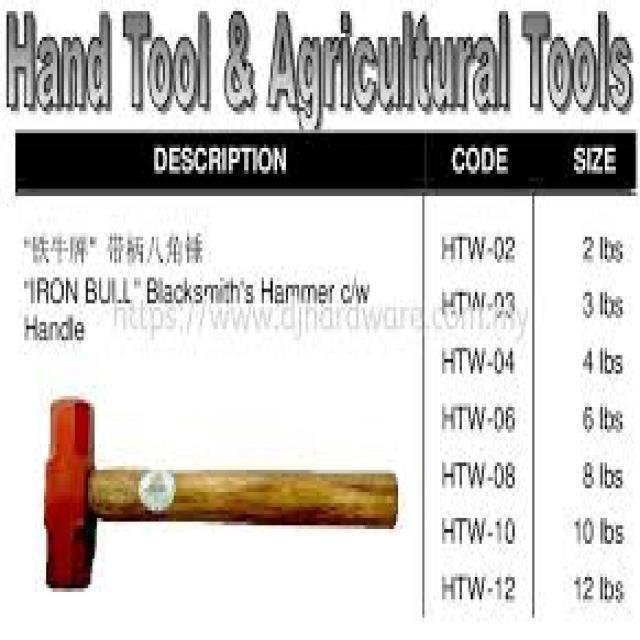 Hand Tool & Agricultural Tools
DESCRIPTION CODE SIZE
“铁牛牌” 带柄八角锤 HTW-02 2 lbs
“IRON BULL” Blacksmith's Hammer c/w HTW-03 3 lbs
Handle
https://www.djhardware.com.my
HTW-04 4 lbs
HTW-06 6 lbs
HTW-08 8 lbs
HTW-10 10 lbs
HTW-12 12 lbs